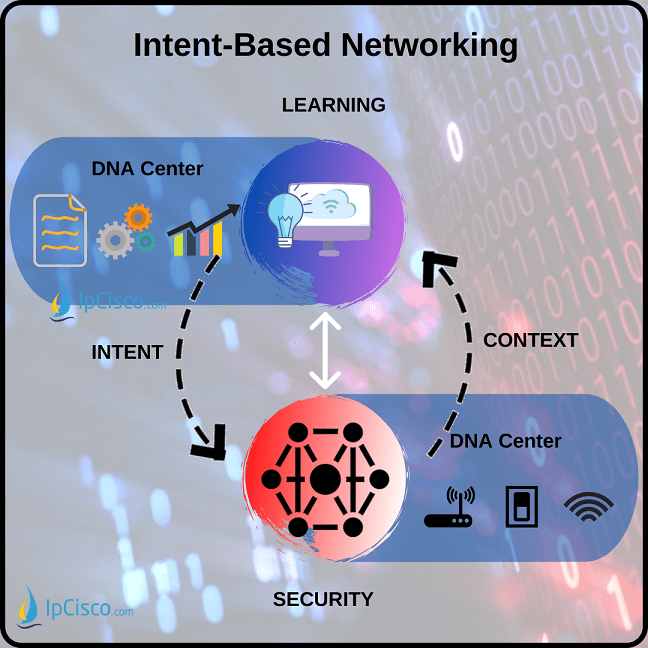 Intent-Based Networking
LEARNING
DNA Center
IpCisco.com
INTENT
CONTEXT
DNA Center
SECURITY
IpCisco.com